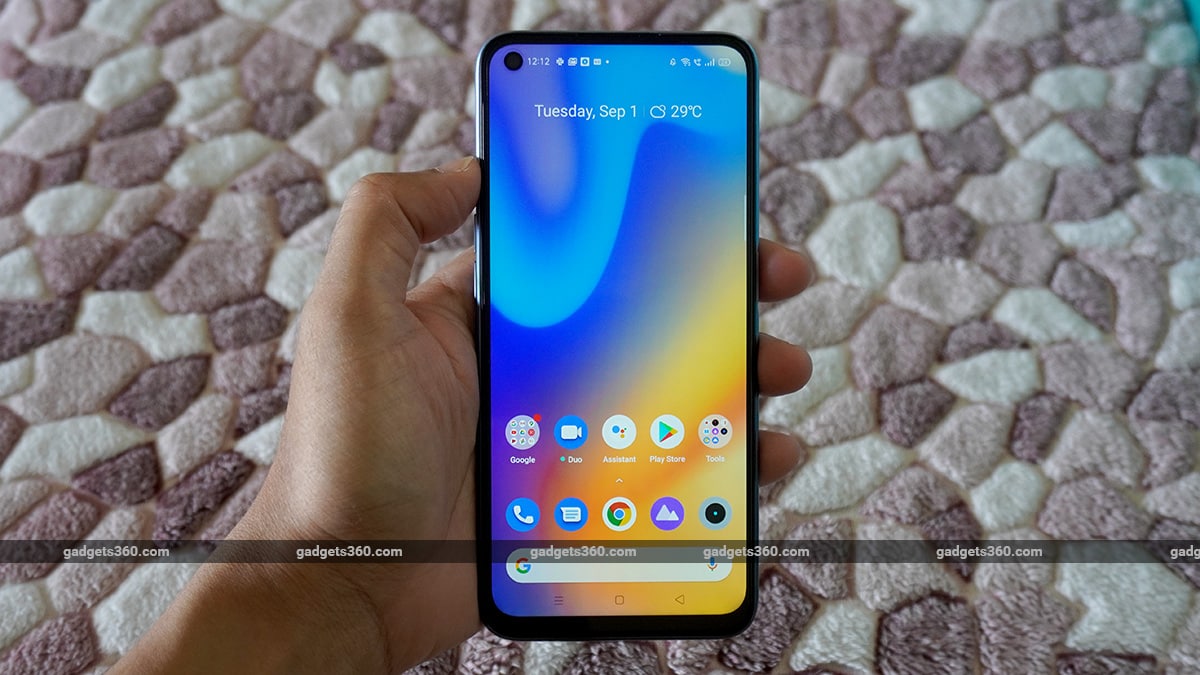 12:12
Tuesday, Sep 1 29°C
Google Duo Assistant Play Store Tools
gadgets360.com gadgets360.com gadgets360.com gadgets360.com gadgets360.com ga
G